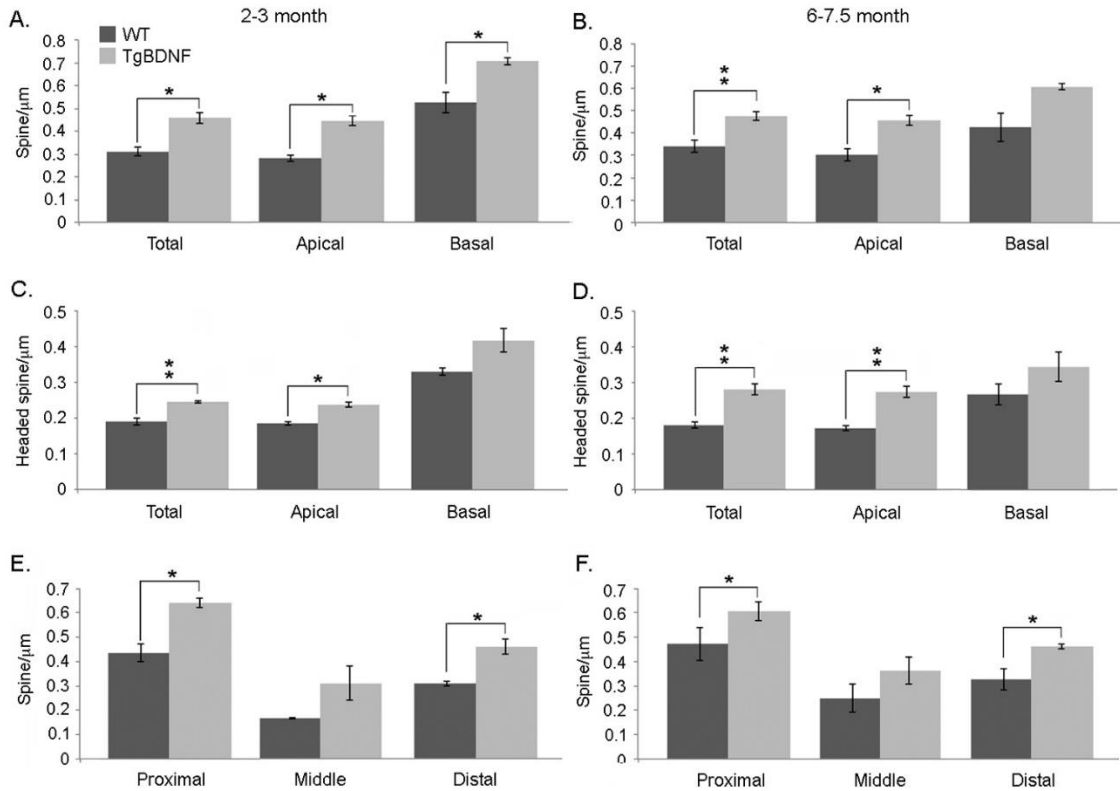 A.
2-3 month
WT
TgBDNF
Spine/μm
0.8
0.7
0.6
0.5
0.4
0.3
0.2
0.1
0
*
*
*
Total Apical Basal
B.
6-7.5 month
Spine/μm
0.8
0.7
0.6
0.5
0.4
0.3
0.2
0.1
0
*
*
*
Total Apical Basal
C.
Headed spine/μm
0.5
0.4
0.3
0.2
0.1
0
*
*
*
Total Apical Basal
D.
Headed spine/μm
0.5
0.4
0.3
0.2
0.1
0
*
*
*
*
Total Apical Basal
E.
Spine/μm
0.7
0.6
0.5
0.4
0.3
0.2
0.1
0
*
*
Proximal Middle Distal
F.
Spine/μm
0.7
0.6
0.5
0.4
0.3
0.2
0.1
0
*
*
Proximal Middle Distal